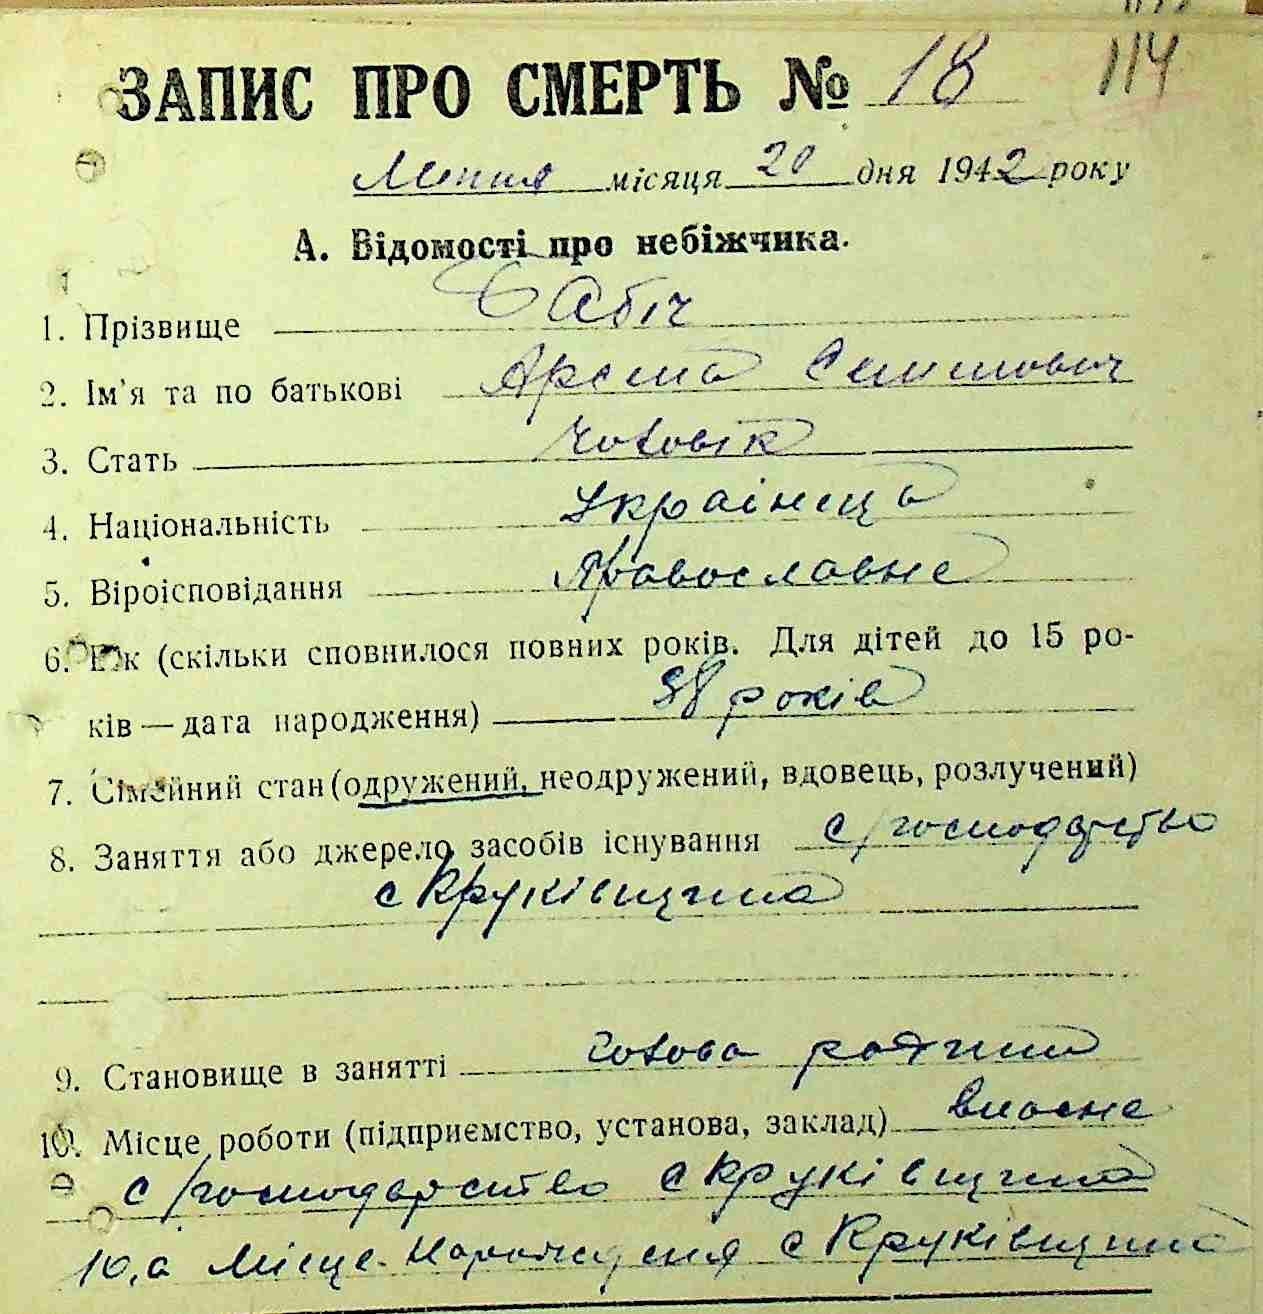 114
ЗАПИС ПРО СМЕРТЬ № 18
Липня місяця 20 дня 1942 року
А. Відомості про небіжчика.
1. Прізвище Бабіч
2. Ім'я та по батькові
3. Стать Чоловік
4. Національність Українець
5. Віроісповідання Православне
6. Вік (скільки сповнилося повних років. Для дітей до 15 ро-
ків — дата народження) років
7. Сімейний стан (одружений, неодружений, вдовець, розлучений)
8. Заняття або джерело засобів існування с/господарство
с Круківщина
9. Становище в занятті Голова родини
10. Місце роботи (підприємство, установа, заклад) власне
с/господарство с Круківщина
10,а Місце народження с Круківщина